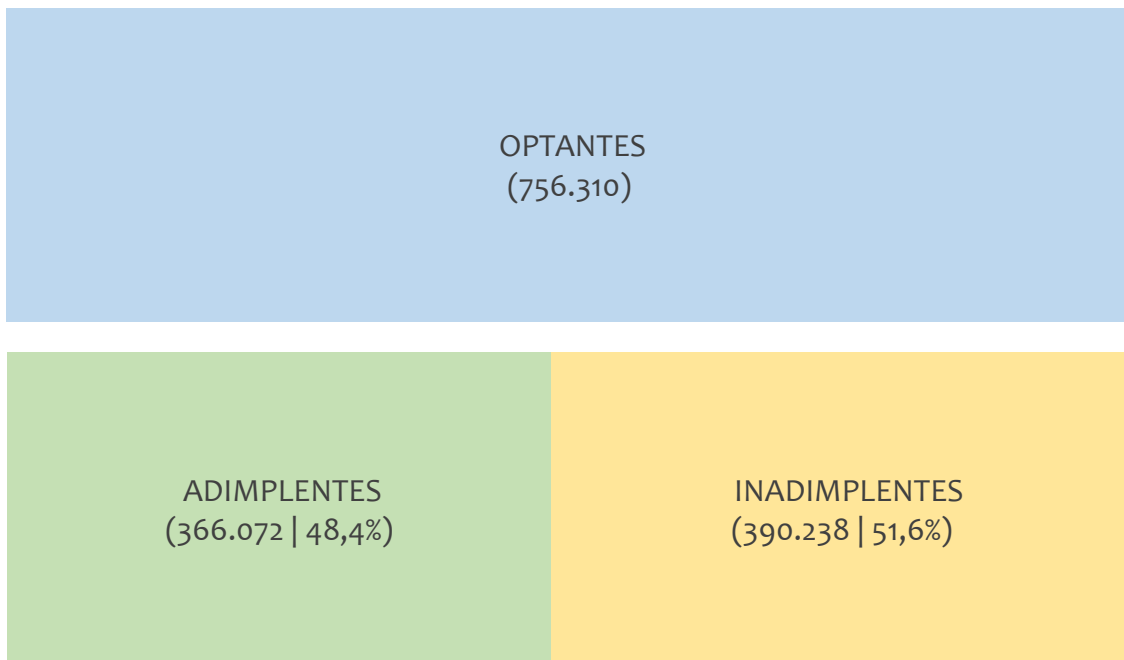 OPTANTES
(756.310)
ADIMPLENTES
(366.072 | 48,4%)
INADIMPLENTES
(390.238 | 51,6%)